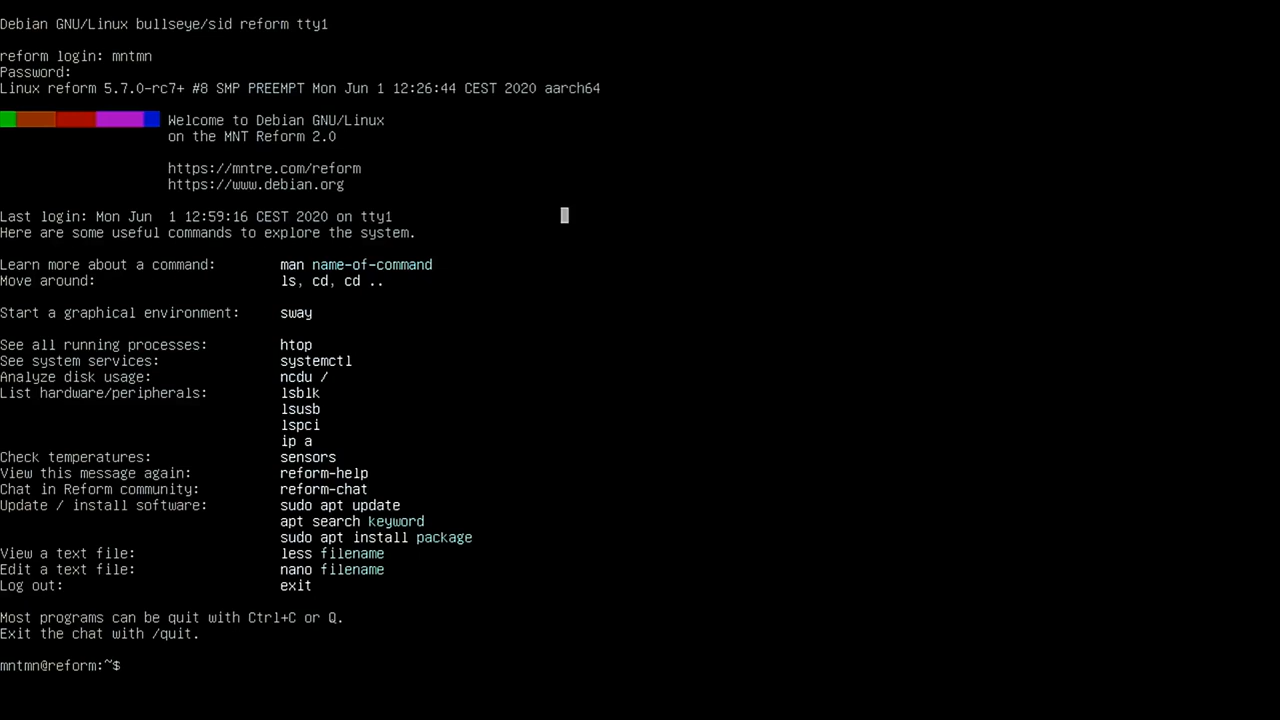 Debian GNU/Linux bullseye/sid reform tty1
reform login: mntmn
Password:
Linux reform 5.7.0-rc7+ #8 SMP PREEMPT Mon Jun 1 12:26:44 CEST 2020 aarch64
Welcome to Debian GNU/Linux
on the MNT Reform 2.0
https://mntre.com/reform
https://www.debian.org
Last login: Mon Jun  1 12:59:16 CEST 2020 on tty1
Here are some useful commands to explore the system.
Learn more about a command: man name-of-command
Move around: ls, cd, cd ..
Start a graphical environment: sway
See all running processes: htop
See system services: systemctl
Analyze disk usage: ncdu /
List hardware/peripherals: lsblk
lsusb
lspci
ip a
Check temperatures: sensors
View this message again: reform-help
Chat in Reform community: reform-chat
Update / install software: sudo apt update
apt search keyword
sudo apt install package
View a text file: less filename
Edit a text file: nano filename
Log out: exit
Most programs can be quit with Ctrl+C or Q.
Exit the chat with /quit.
mntmn@reform:~$